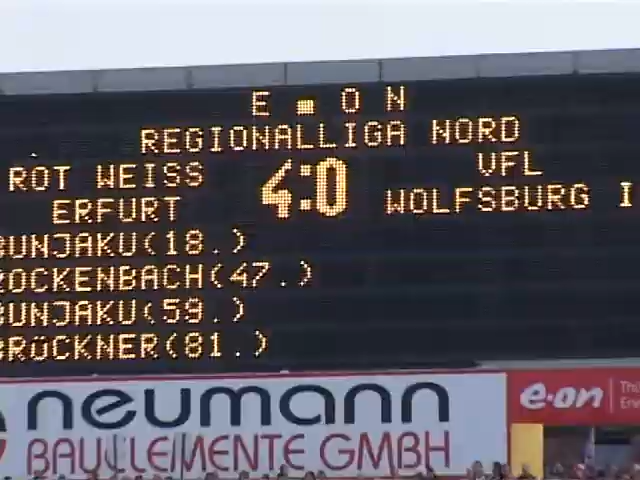 E.ON
REGIONALLIGA NORD
ROT WEISS ERFURT 4:0 VFL WOLFSBURG I
BUNJAKU(18.)
ROCKENBACH(47.)
BUNJAKU(59.)
BRÖCKNER(81.)
neumann
BAUELEMENTE GMBH
e·on